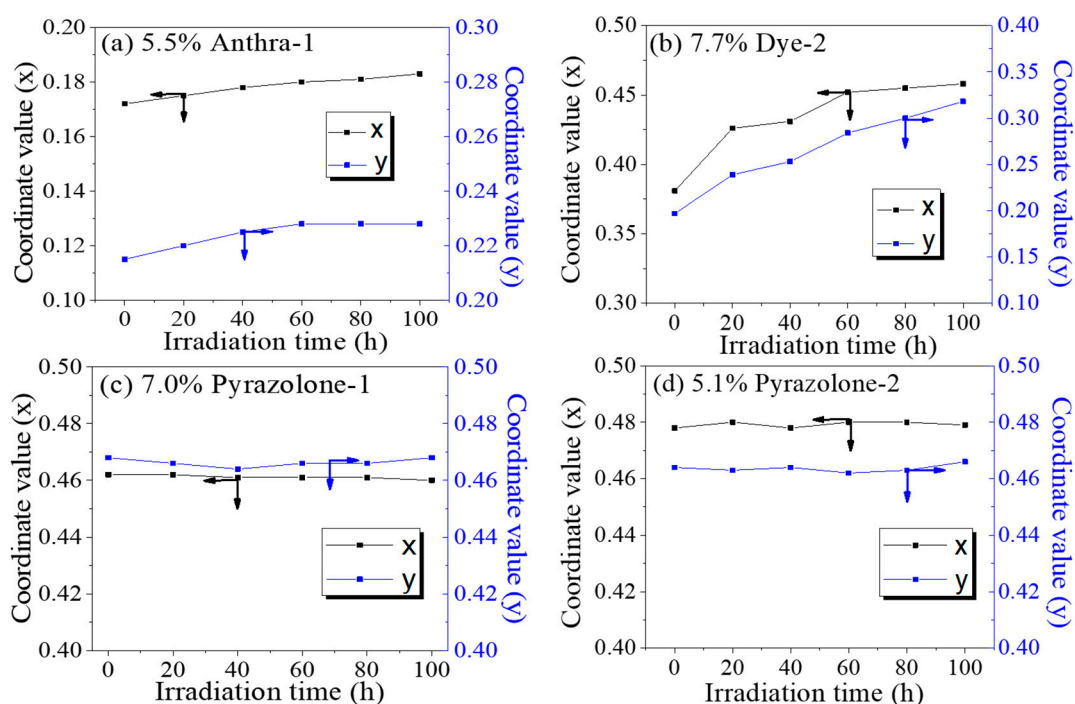 (a) 5.5% Anthra-1
Coordinate value (x)
0.20
0.18
0.16
0.14
0.12
0.10
x
y
0.30
0.28
0.26
0.24
0.22
0.20
Coordinate value (y)
0 20 40 60 80 100
Irradiation time (h)
(b) 7.7% Dye-2
Coordinate value (x)
0.50
0.45
0.40
0.35
0.30
x
y
0.40
0.35
0.30
0.25
0.20
0.15
0.10
Coordinate value (y)
0 20 40 60 80 100
Irradiation time (h)
(c) 7.0% Pyrazolone-1
Coordinate value (x)
0.50
0.48
0.46
0.44
0.42
0.40
x
y
0.50
0.48
0.46
0.44
0.42
0.40
Coordinate value (y)
0 20 40 60 80 100
Irradiation time (h)
(d) 5.1% Pyrazolone-2
Coordinate value (x)
0.50
0.48
0.46
0.44
0.42
0.40
x
y
0.50
0.48
0.46
0.44
0.42
0.40
Coordinate value (y)
0 20 40 60 80 100
Irradiation time (h)